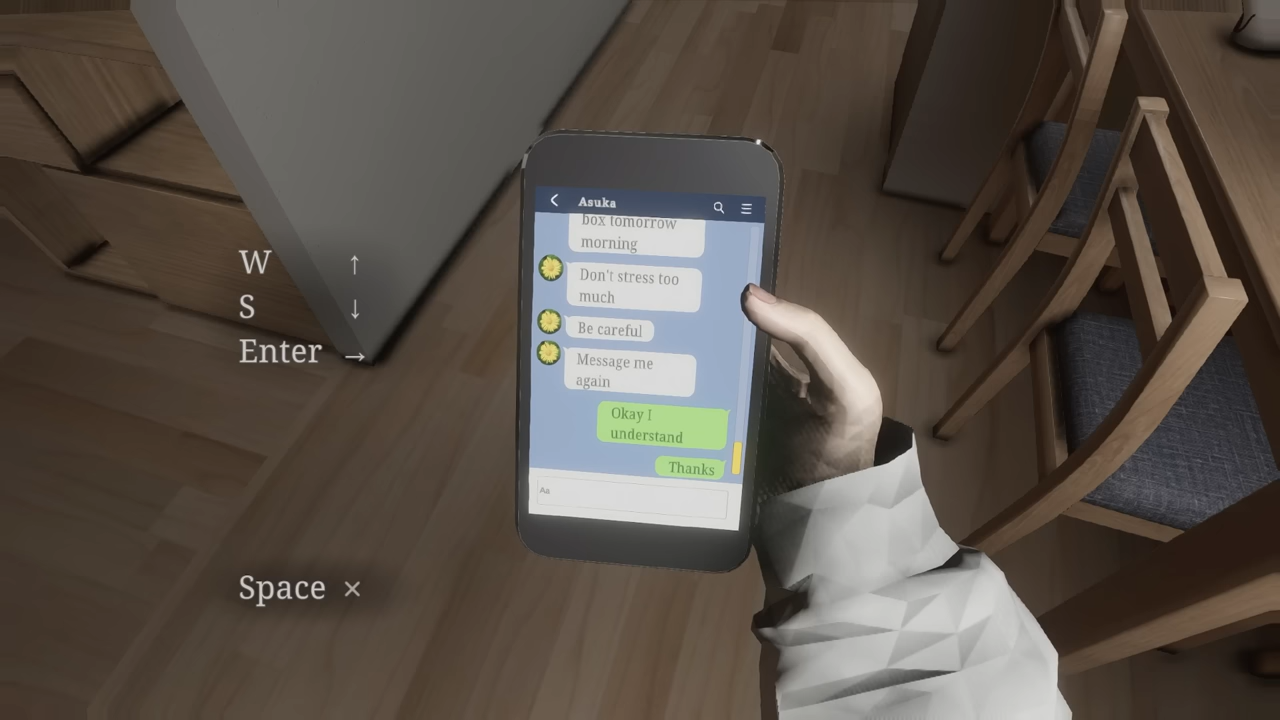 Asuka
box tomorrow
morning
Don't stress too
much
Be careful
Message me
again
Okay I
understand
Thanks
Aa
W ↑
S ↓
Enter →
Space ×